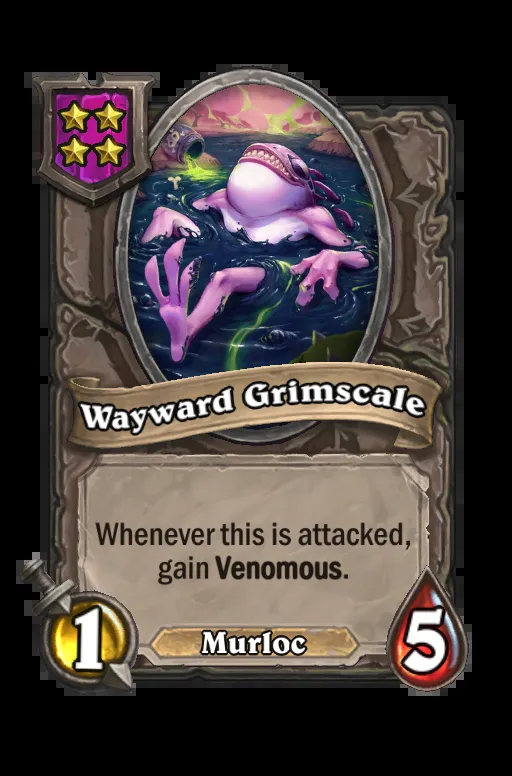 Wayward Grimscale
Whenever this is attacked,
gain Venomous.
1
Murloc
5